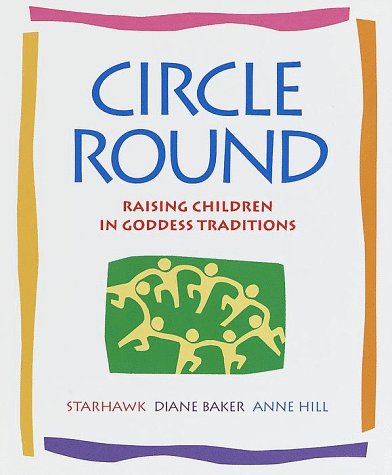 CIRCLE
ROUND
RAISING CHILDREN
IN GODDESS TRADITIONS
STARHAWK DIANE BAKER ANNE HILL